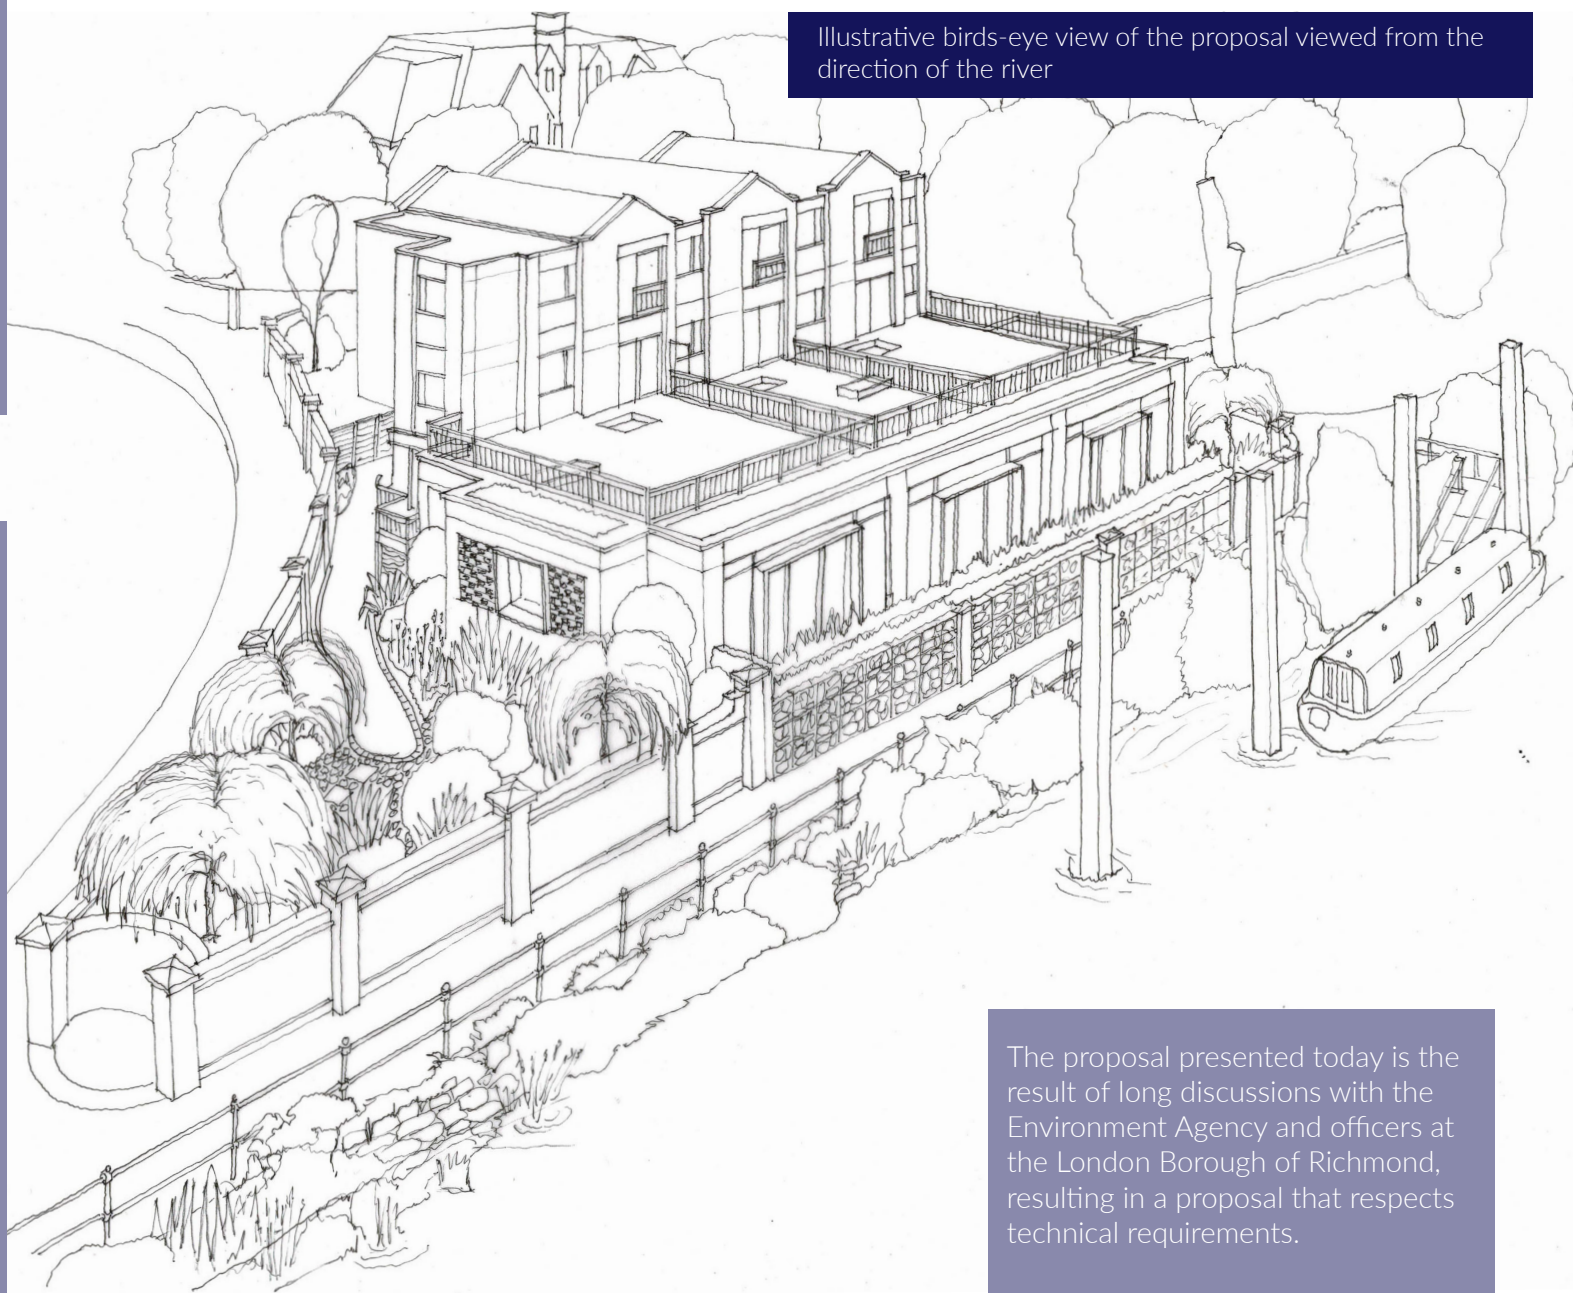 Illustrative birds-eye view of the proposal viewed from the
direction of the river
The proposal presented today is the
result of long discussions with the
Environment Agency and officers at
the London Borough of Richmond,
resulting in a proposal that respects
technical requirements.